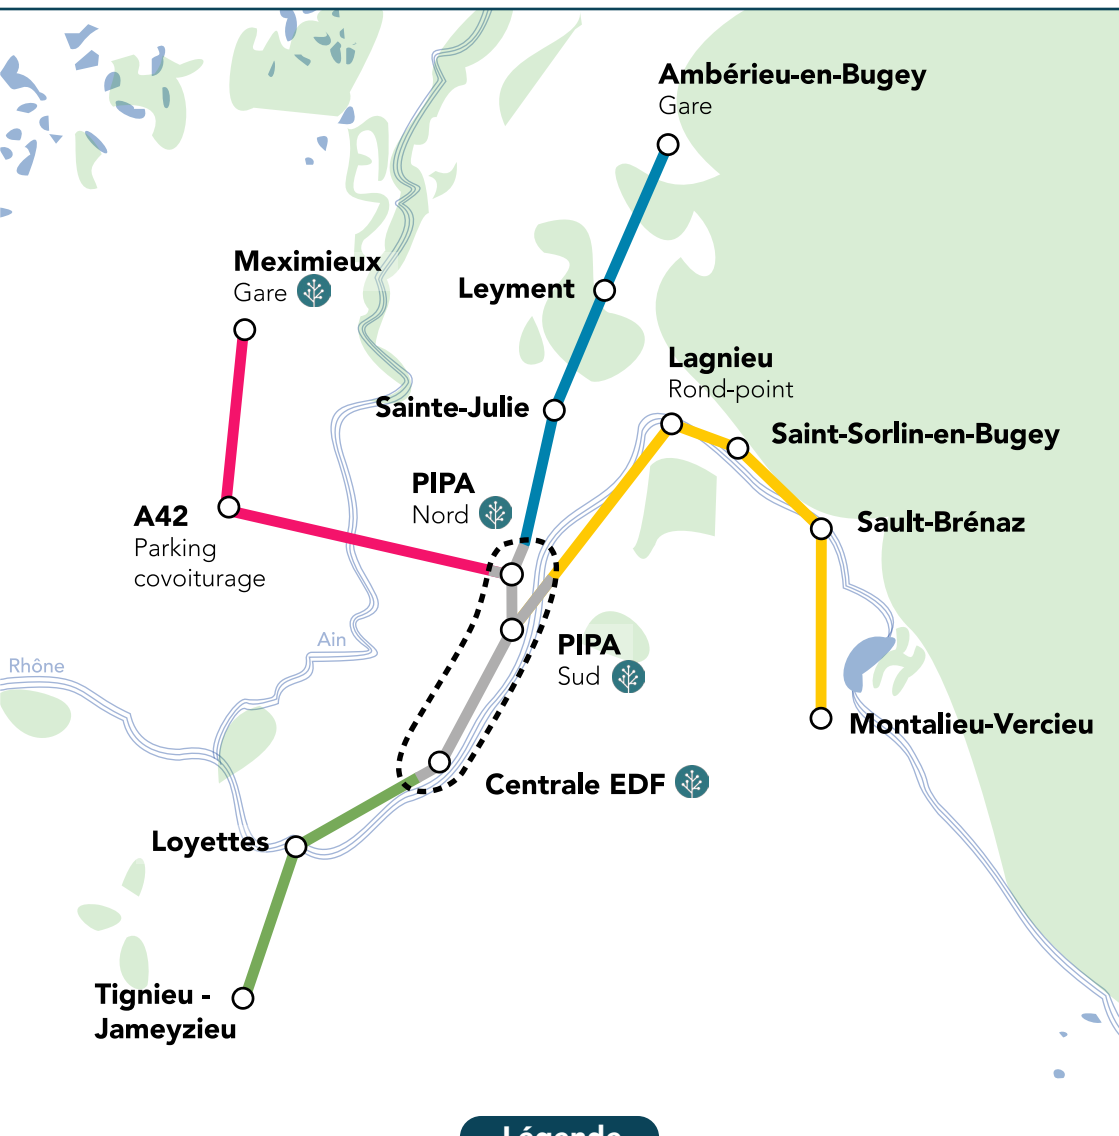 Ambérieu-en-Bugey
Gare
Meximieux
Gare
Leyment
Lagnieu
Rond-point
Sainte-Julie
Saint-Sorlin-en-Bugey
PIPA
Nord
A42
Parking
covoiturage
Sault-Brénaz
Ain
Rhône
PIPA
Sud
Montalieu-Vercieu
Centrale EDF
Loyettes
Tignieu -
Jameyzieu
Légende